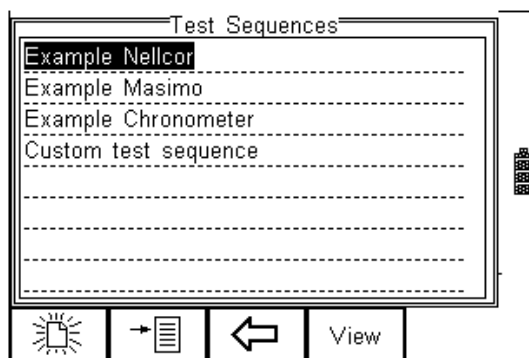 Test Sequences
Example Nellcor
Example Masimo
Example Chronometer
Custom test sequence
View